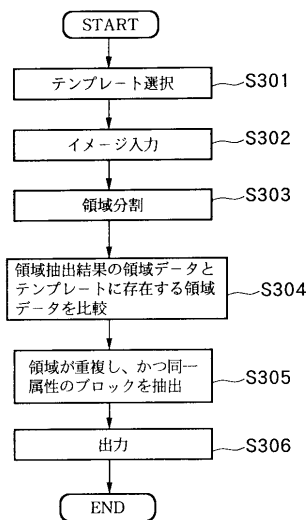 START
テンプレート選択
S301
イメージ入力
S302
領域分割
S303
領域抽出結果の領域データと
テンプレートに存在する領域
データを比較
S304
領域が重複し、かつ同一
属性のブロックを抽出
S305
出力
S306
END